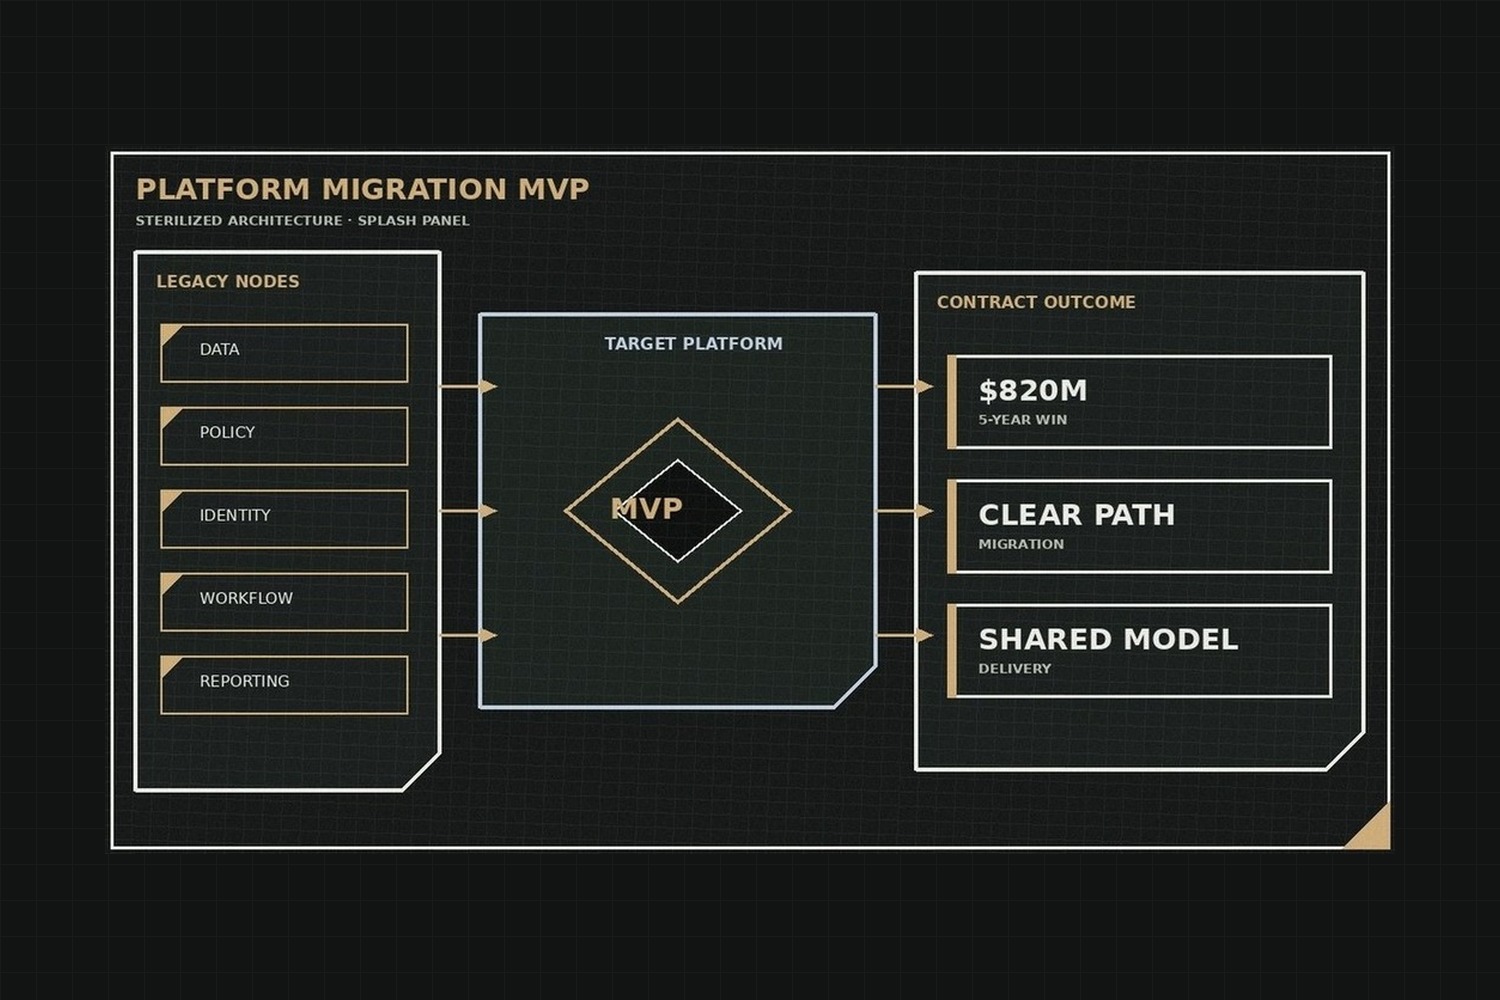 PLATFORM MIGRATION MVP
STERILIZED ARCHITECTURE · SPLASH PANEL
LEGACY NODES
DATA
POLICY
IDENTITY
WORKFLOW
REPORTING
TARGET PLATFORM
MVP
CONTRACT OUTCOME
$820M
5-YEAR WIN
CLEAR PATH
MIGRATION
SHARED MODEL
DELIVERY